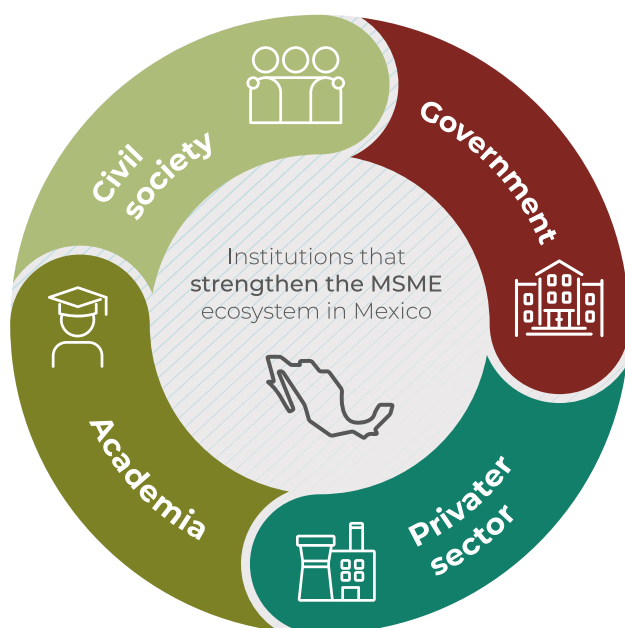 Civil
society
Government
Institutions that
strengthen the MSME
ecosystem in Mexico
Academia
Privater
sector